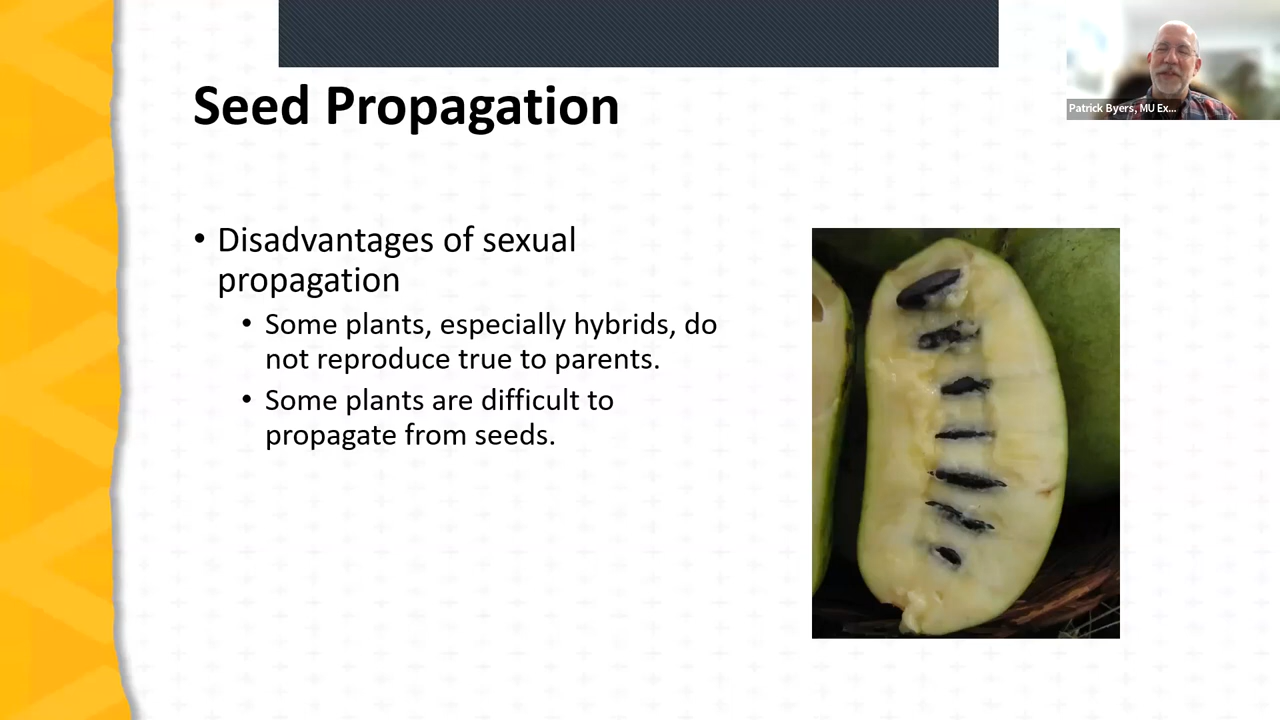 Patrick Byers, MU Ex...
Seed Propagation
• Disadvantages of sexual
propagation
• Some plants, especially hybrids, do
not reproduce true to parents.
• Some plants are difficult to
propagate from seeds.